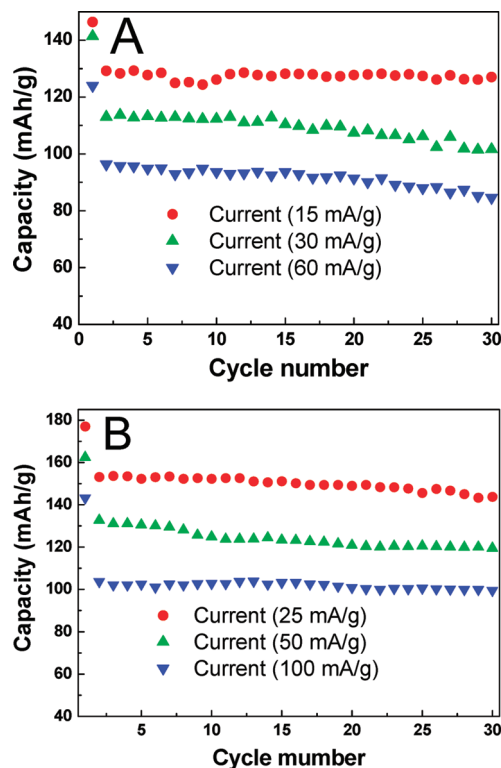 A
Capacity (mAh/g)
140
120
100
80
60
40
Current (15 mA/g)
Current (30 mA/g)
Current (60 mA/g)
0 5 10 15 20 25 30
Cycle number
B
Capacity (mAh/g)
180
160
140
120
100
80
60
40
Current (25 mA/g)
Current (50 mA/g)
Current (100 mA/g)
5 10 15 20 25 30
Cycle mumber